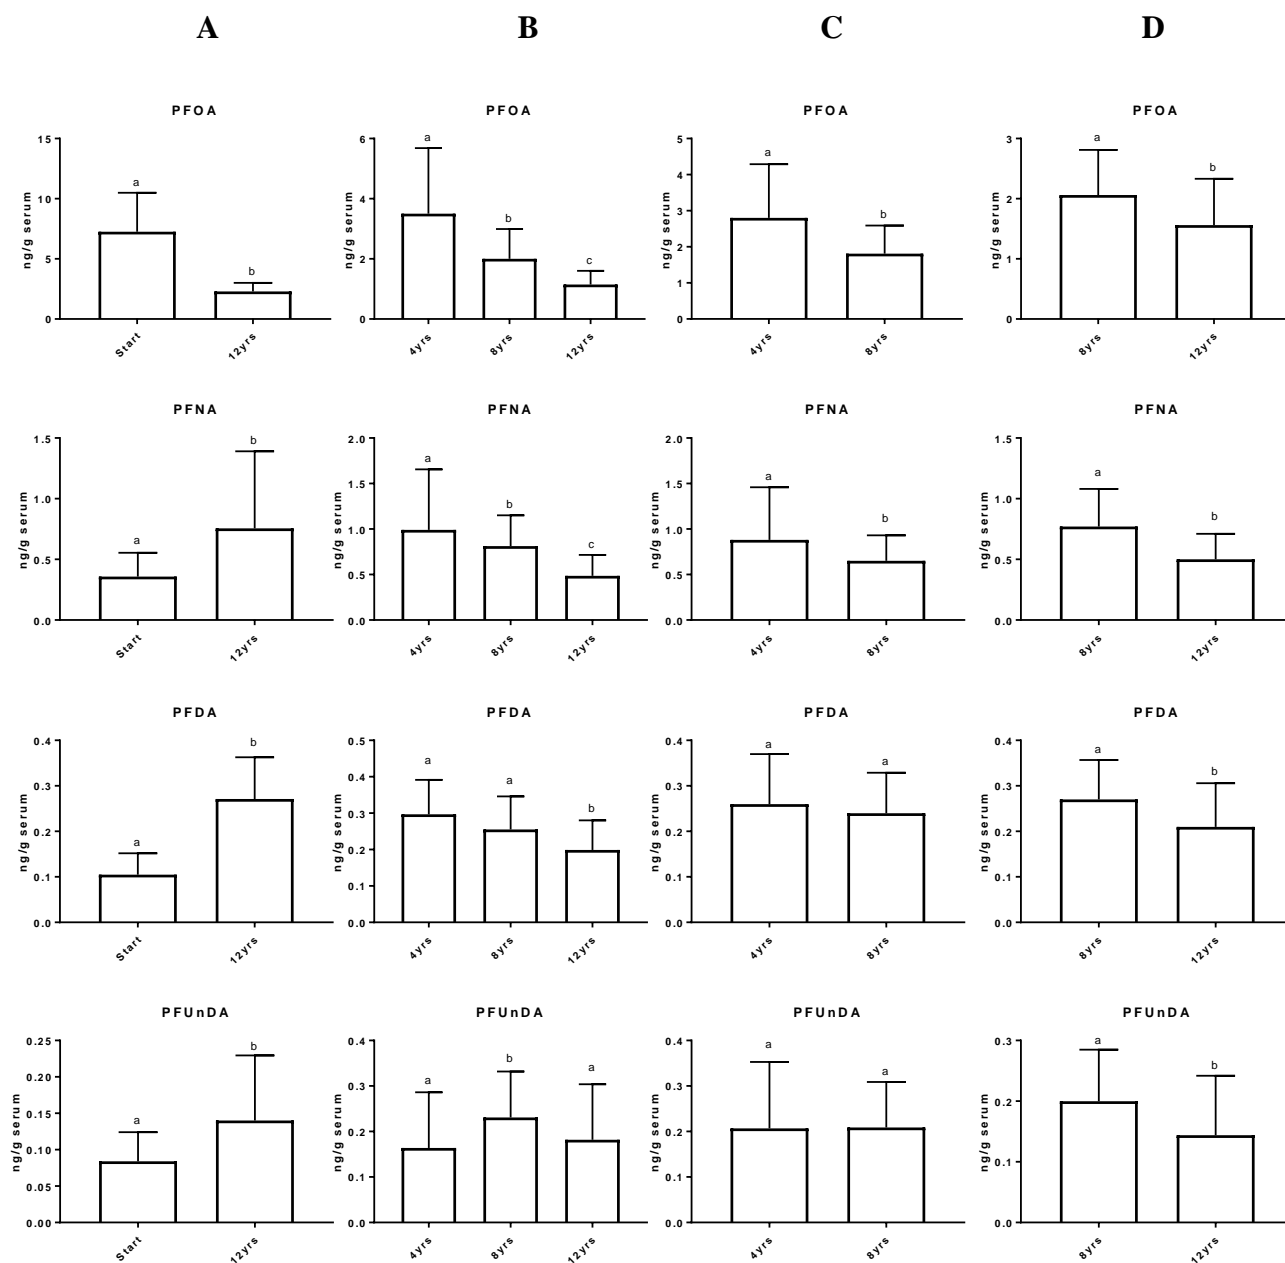 A B C D
PFOA PFOA PFOA PFOA
15 10 5 0 ng/g serum a b Start 12yrs
6 4 2 0 ng/g serum a b c 4yrs 8yrs 12yrs
5 4 3 2 1 0 ng/g serum a b 4yrs 8yrs
3 2 1 0 ng/g serum a b 8yrs 12yrs
PFNA PFNA PFNA PFNA
1.5 1.0 0.5 0.0 ng/g serum a b Start 12yrs
2.0 1.5 1.0 0.5 0.0 ng/g serum a b c 4yrs 8yrs 12yrs
2.0 1.5 1.0 0.5 0.0 ng/g serum a b 4yrs 8yrs
1.5 1.0 0.5 0.0 ng/g serum a b 8yrs 12yrs
PFDA PFDA PFDA PFDA
0.4 0.3 0.2 0.1 0.0 ng/g serum a b Start 12yrs
0.5 0.4 0.3 0.2 0.1 0.0 ng/g serum a a b 4yrs 8yrs 12yrs
0.4 0.3 0.2 0.1 0.0 ng/g serum a a 4yrs 8yrs
0.4 0.3 0.2 0.1 0.0 ng/g serum a b 8yrs 12yrs
PFUnDA PFUnDA PFUnDA PFUnDA
0.25 0.20 0.15 0.10 0.05 0.00 ng/g serum a b Start 12yrs
0.4 0.3 0.2 0.1 0.0 ng/g serum a b a 4yrs 8yrs 12yrs
0.4 0.3 0.2 0.1 0.0 ng/g serum a a 4yrs 8yrs
0.3 0.2 0.1 0.0 ng/g serum a b 8yrs 12yrs